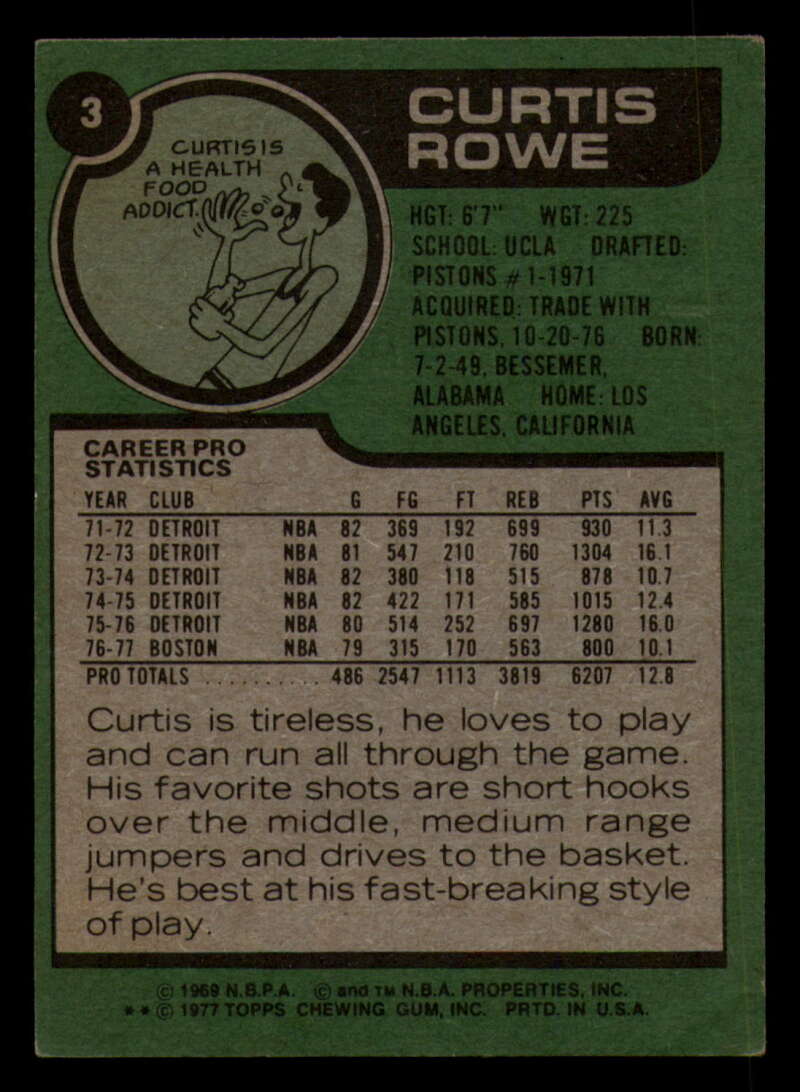 3
CURTIS
ROWE
CURTIS IS
A HEALTH
FOOD
ADDICT.
HGT: 6'7" WGT: 225
SCHOOL: UCLA DRAFTED:
PISTONS #1-1971
ACQUIRED: TRADE WITH
PISTONS, 10-20-76 BORN:
7-2-49, BESSEMER,
ALABAMA HOME: LOS
ANGELES, CALIFORNIA
CAREER PRO
STATISTICS
YEAR CLUB G FG FT REB PTS AVG
71-72 DETROIT NBA 82 369 192 699 930 11.3
72-73 DETROIT NBA 81 547 210 760 1304 16.1
73-74 DETROIT NBA 82 380 118 515 878 10.7
74-75 DETROIT NBA 82 422 171 585 1015 12.4
75-76 DETROIT NBA 80 514 252 697 1280 16.0
76-77 BOSTON NBA 79 315 170 563 800 10.1
PRO TOTALS .......... 486 2547 1113 3819 6207 12.8
Curtis is tireless, he loves to play
and can run all through the game.
His favorite shots are short hooks
over the middle, medium range
jumpers and drives to the basket.
He's best at his fast-breaking style
of play.
© 1969 N.B.P.A. © and TM N.B.A. PROPERTIES, INC.
**© 1977 TOPPS CHEWING GUM, INC. PRTD. IN U.S.A.